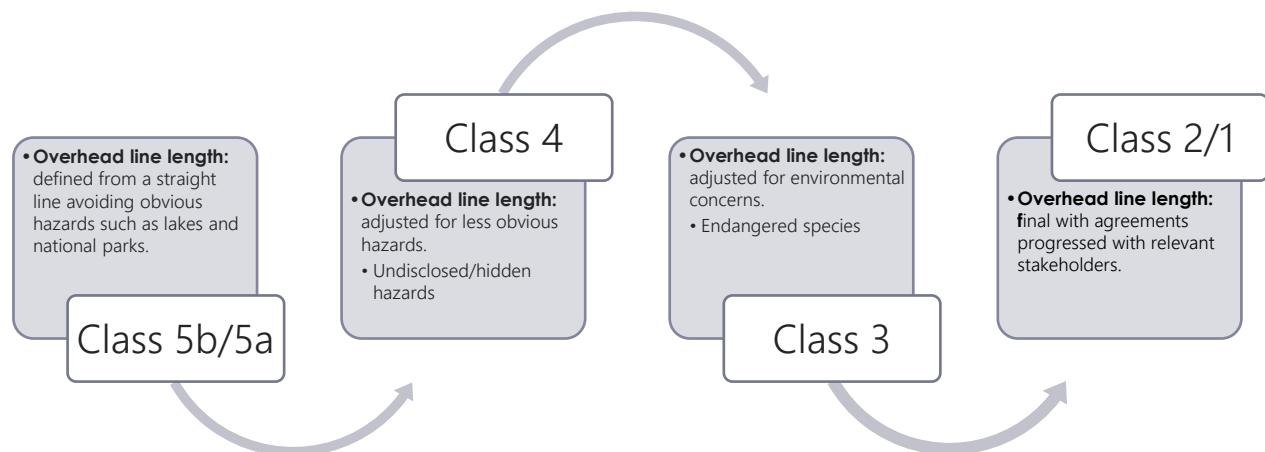 • Overhead line length:
defined from a straight
line avoiding obvious
hazards such as lakes and
national parks.
Class 5b/5a
Class 4
• Overhead line length:
adjusted for less obvious
hazards.
• Undisclosed/hidden
hazards
• Overhead line length:
adjusted for environmental
concerns.
• Endangered species
Class 3
Class 2/1
• Overhead line length:
final with agreements
progressed with relevant
stakeholders.